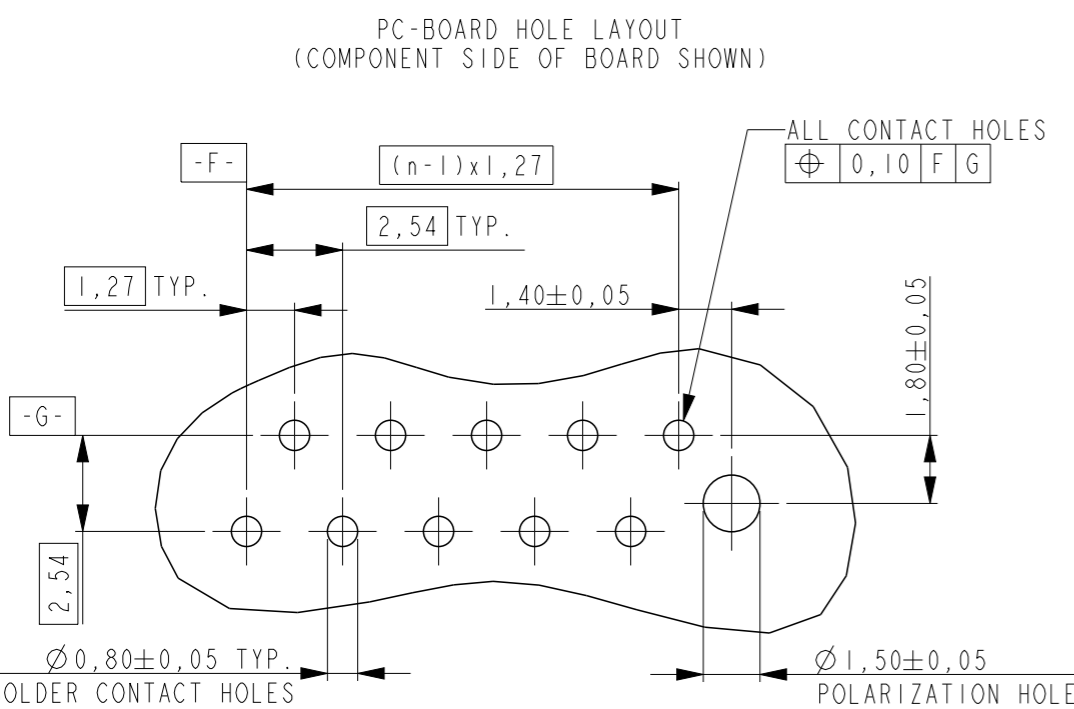 PC-BOARD HOLE LAYOUT
(COMPONENT SIDE OF BOARD SHOWN)
ALL CONTACT HOLES
-F-
(n-1)x1,27
⌖ 0,10 F G
2,54 TYP.
1,27 TYP.
1,40±0,05
1,80±0,05
-G-
2,54
Ø0,80±0,05 TYP.
OLDER CONTACT HOLES
Ø1,50±0,05
POLARIZATION HOLE